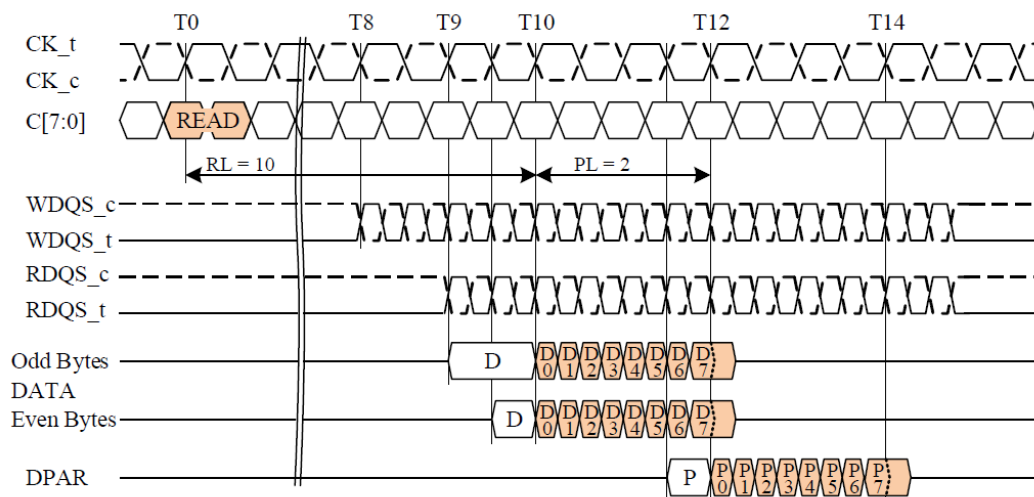 T0 T8 T9 T10 T12 T14
CK_t
CK_c
C[7:0] READ
RL = 10 PL = 2
WDQS_c
WDQS_t
RDQS_c
RDQS_t
Odd Bytes D D0 D1 D2 D3 D4 D5 D6 D7
DATA
Even Bytes D D0 D1 D2 D3 D4 D5 D6 D7
DPAR P P0 P1 P2 P3 P4 P5 P6 P7